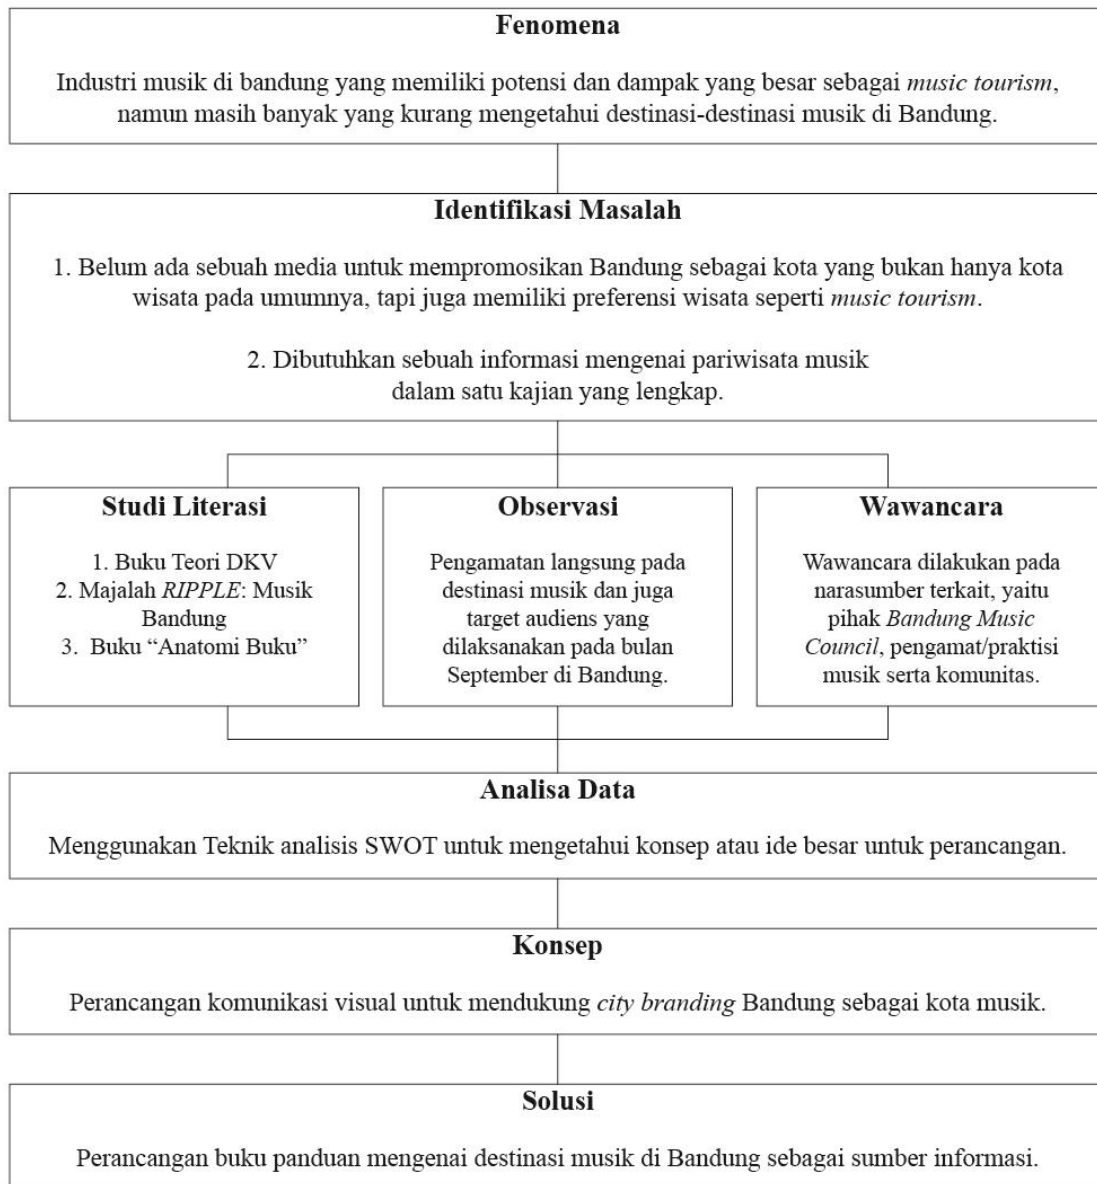 Fenomena
Industri musik di bandung yang memiliki potensi dan dampak yang besar sebagai music tourism,
namun masih banyak yang kurang mengetahui destinasi-destinasi musik di Bandung.
Identifikasi Masalah
1. Belum ada sebuah media untuk mempromosikan Bandung sebagai kota yang bukan hanya kota
wisata pada umumnya, tapi juga memiliki preferensi wisata seperti music tourism.
2. Dibutuhkan sebuah informasi mengenai pariwisata musik
dalam satu kajian yang lengkap.
Studi Literasi
1. Buku Teori DKV
2. Majalah RIPPLE: Musik
Bandung
3. Buku “Anatomi Buku”
Observasi
Pengamatan langsung pada
destinasi musik dan juga
target audiens yang
dilaksanakan pada bulan
September di Bandung.
Wawancara
Wawancara dilakukan pada
narasumber terkait, yaitu
pihak Bandung Music
Council, pengamat/praktisi
musik serta komunitas.
Analisa Data
Menggunakan Teknik analisis SWOT untuk mengetahui konsep atau ide besar untuk perancangan.
Konsep
Perancangan komunikasi visual untuk mendukung city branding Bandung sebagai kota musik.
Solusi
Perancangan buku panduan mengenai destinasi musik di Bandung sebagai sumber informasi.